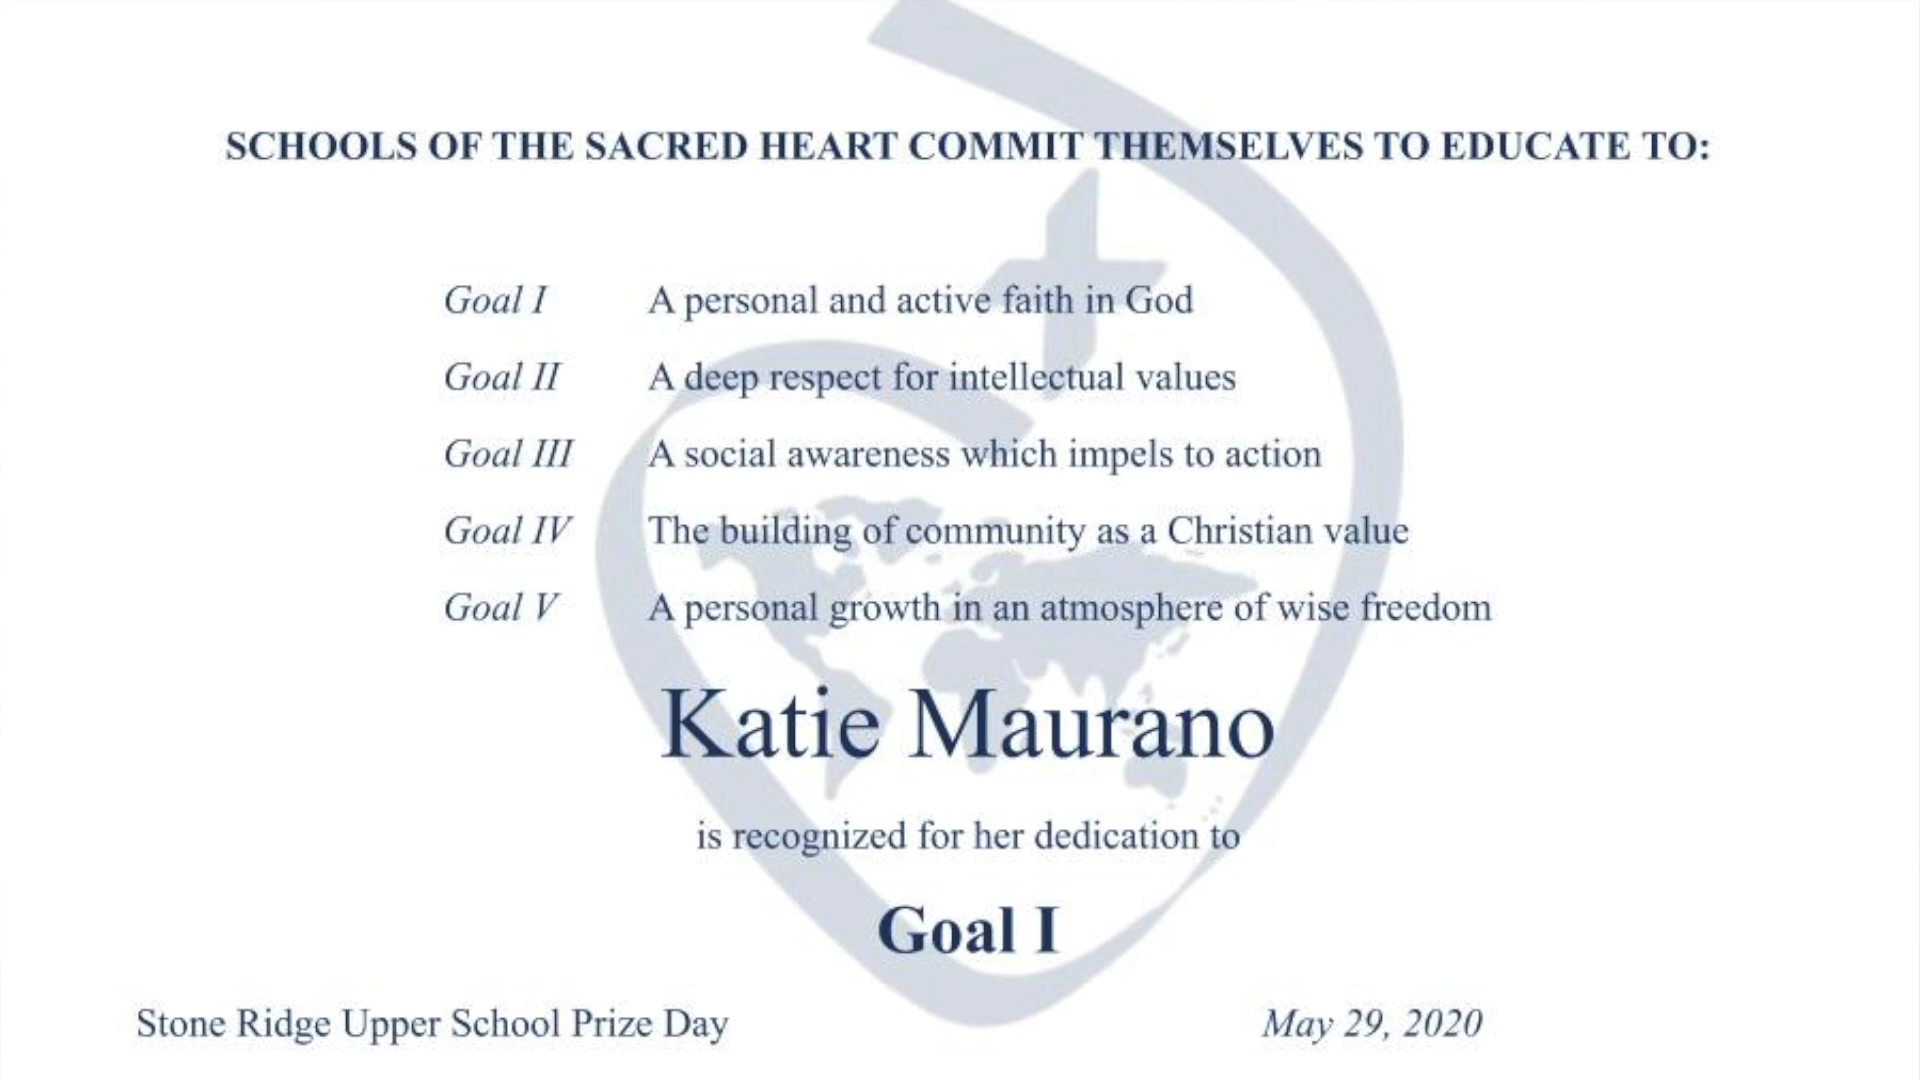 SCHOOLS OF THE SACRED HEART COMMIT THEMSELVES TO EDUCATE TO:
Goal I A personal and active faith in God
Goal II A deep respect for intellectual values
Goal III A social awareness which impels to action
Goal IV The building of community as a Christian value
Goal V A personal growth in an atmosphere of wise freedom
Katie Maurano
is recognized for her dedication to
Goal I
Stone Ridge Upper School Prize Day May 29, 2020